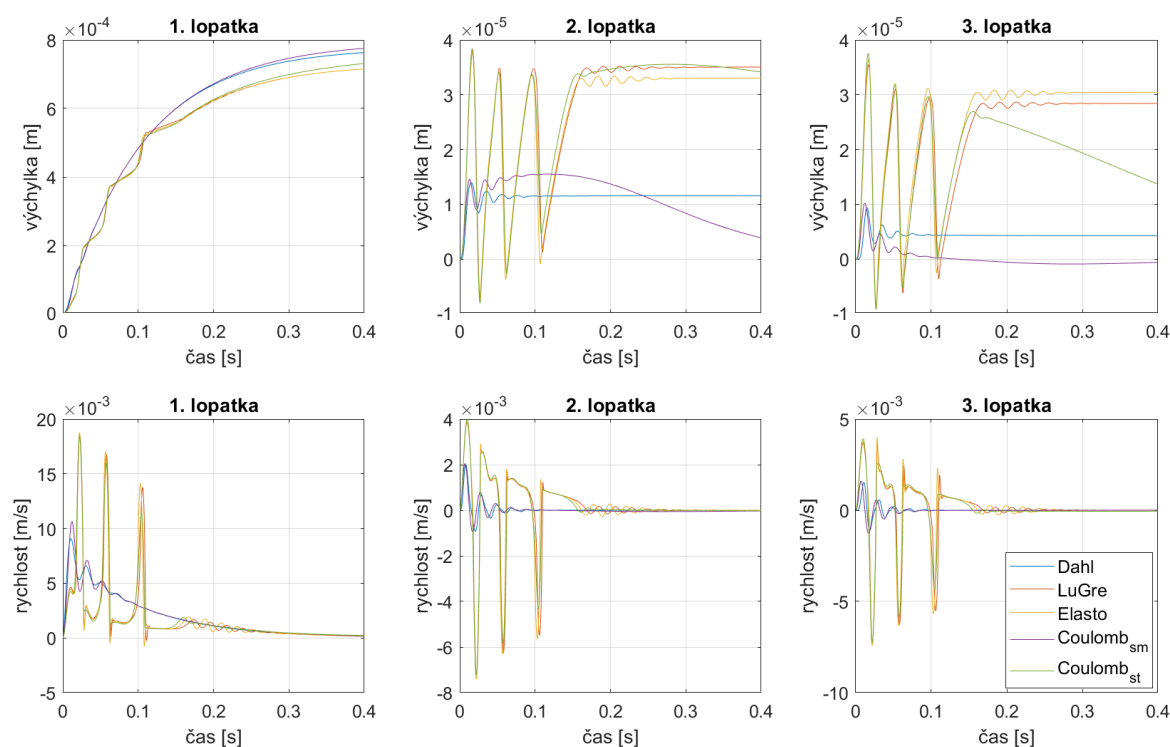 1. lopatka
×10⁻⁴
výchylka [m]
8
6
4
2
0
0 0.1 0.2 0.3 0.4
čas [s]
2. lopatka
×10⁻⁵
výchylka [m]
4
3
2
1
0
-1
0 0.1 0.2 0.3 0.4
čas [s]
3. lopatka
×10⁻⁵
výchylka [m]
4
3
2
1
0
-1
0 0.1 0.2 0.3 0.4
čas [s]
1. lopatka
×10⁻³
rychlost [m/s]
20
15
10
5
0
-5
0 0.1 0.2 0.3 0.4
čas [s]
2. lopatka
×10⁻³
rychlost [m/s]
4
2
0
-2
-4
-6
-8
0 0.1 0.2 0.3 0.4
čas [s]
3. lopatka
×10⁻³
rychlost [m/s]
5
0
-5
-10
0 0.1 0.2 0.3 0.4
čas [s]
Dahl
LuGre
Elasto
Coulomb_sm
Coulomb_st